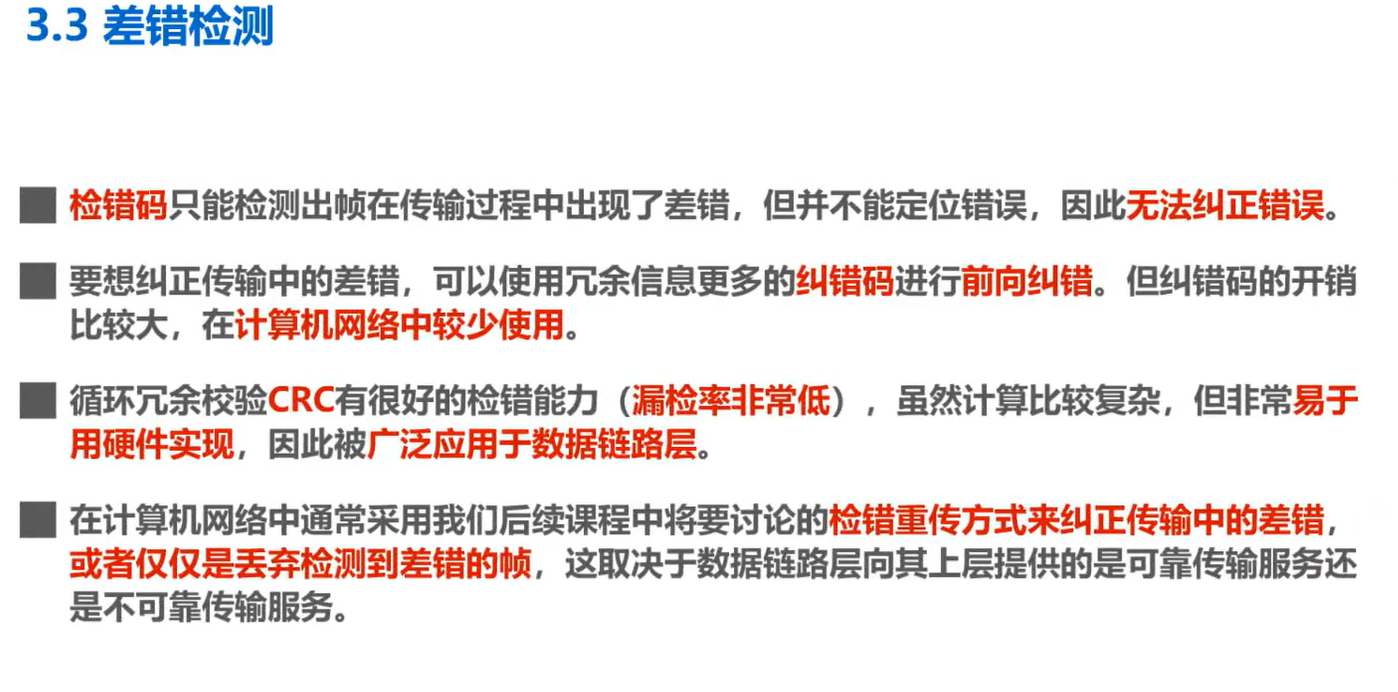 3.3 差错检测
检错码只能检测出帧在传输过程中出现了差错，但并不能定位错误，因此无法纠正错误。
要想纠正传输中的差错，可以使用冗余信息更多的纠错码进行前向纠错。但纠错码的开销
比较大，在计算机网络中较少使用。
循环冗余校验CRC有很好的检错能力（漏检率非常低），虽然计算比较复杂，但非常易于
用硬件实现，因此被广泛应用于数据链路层。
在计算机网络中通常采用我们后续课程中将要讨论的检错重传方式来纠正传输中的差错，
或者仅仅是丢弃检测到差错的帧，这取决于数据链路层向其上层提供的是可靠传输服务还
是不可靠传输服务。